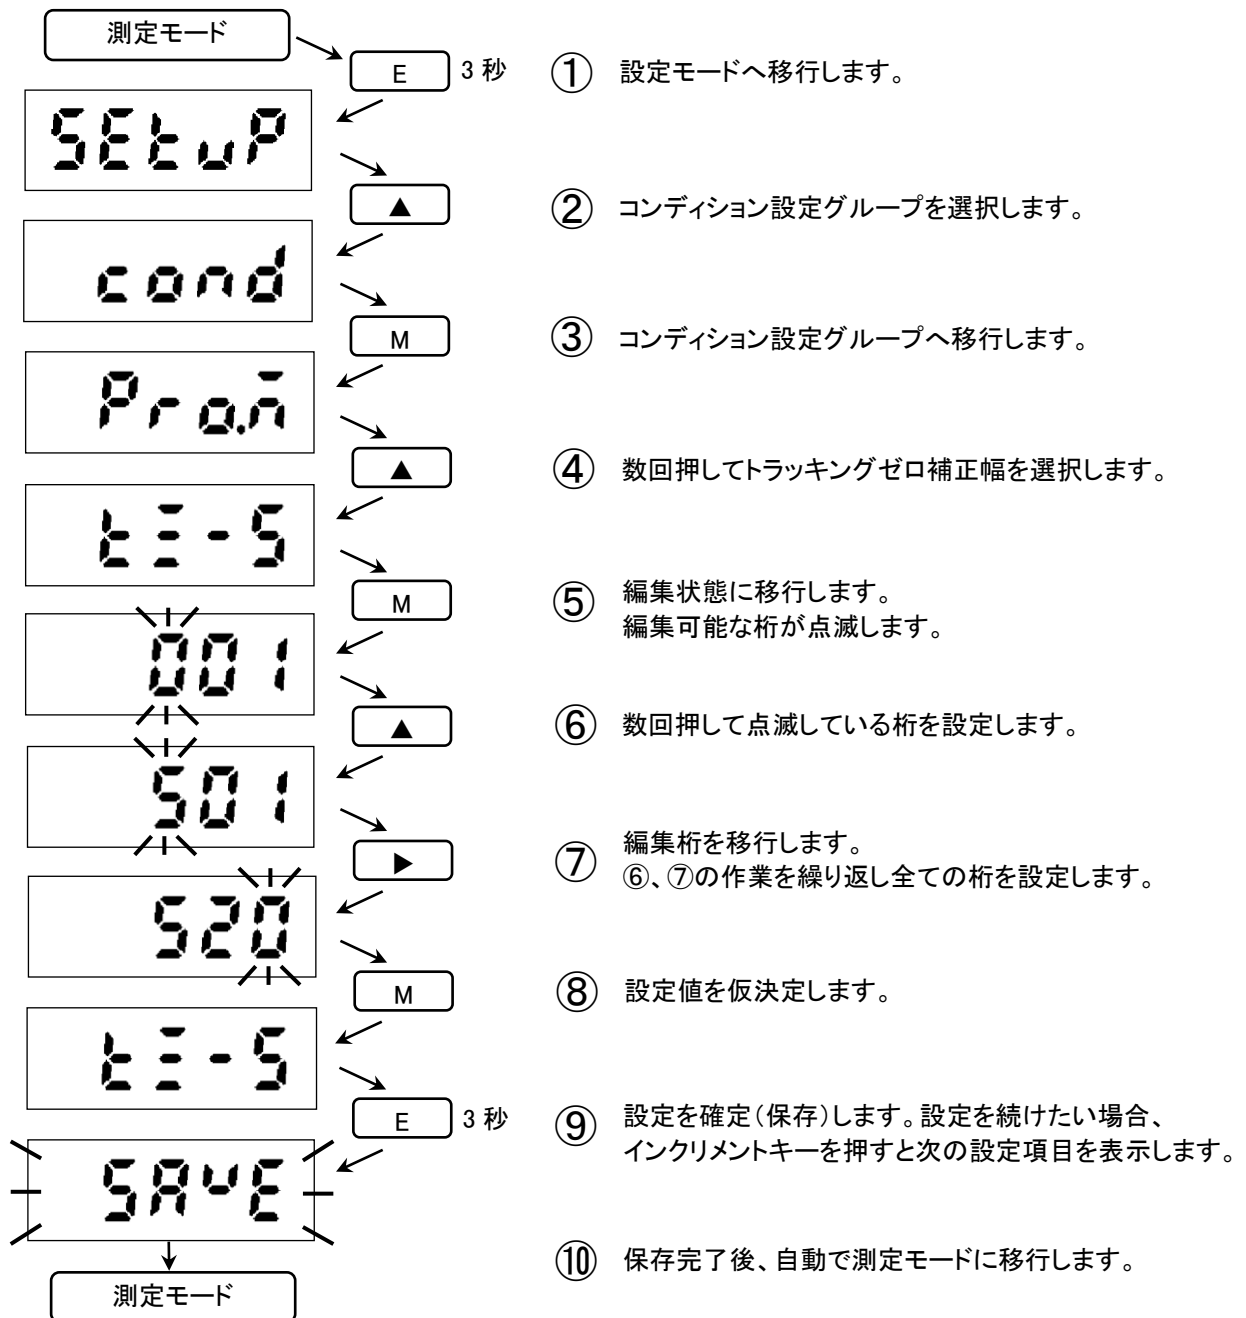 測定モード
E 3 秒 ① 設定モードへ移行します。
SEtuP
▲ ② コンディション設定グループを選択します。
cond
M ③ コンディション設定グループへ移行します。
Pro.m
▲ ④ 数回押してトラッキングゼロ補正幅を選択します。
tZ-S
M ⑤ 編集状態に移行します。
編集可能な桁が点滅します。
001
▲ ⑥ 数回押して点滅している桁を設定します。
501
▶ ⑦ 編集桁を移行します。
⑥、⑦の作業を繰り返し全ての桁を設定します。
520
M ⑧ 設定値を仮決定します。
tZ-S
E 3 秒 ⑨ 設定を確定(保存)します。設定を続けたい場合、
インクリメントキーを押すと次の設定項目を表示します。
SAvE
⑩ 保存完了後、自動で測定モードに移行します。
測定モード